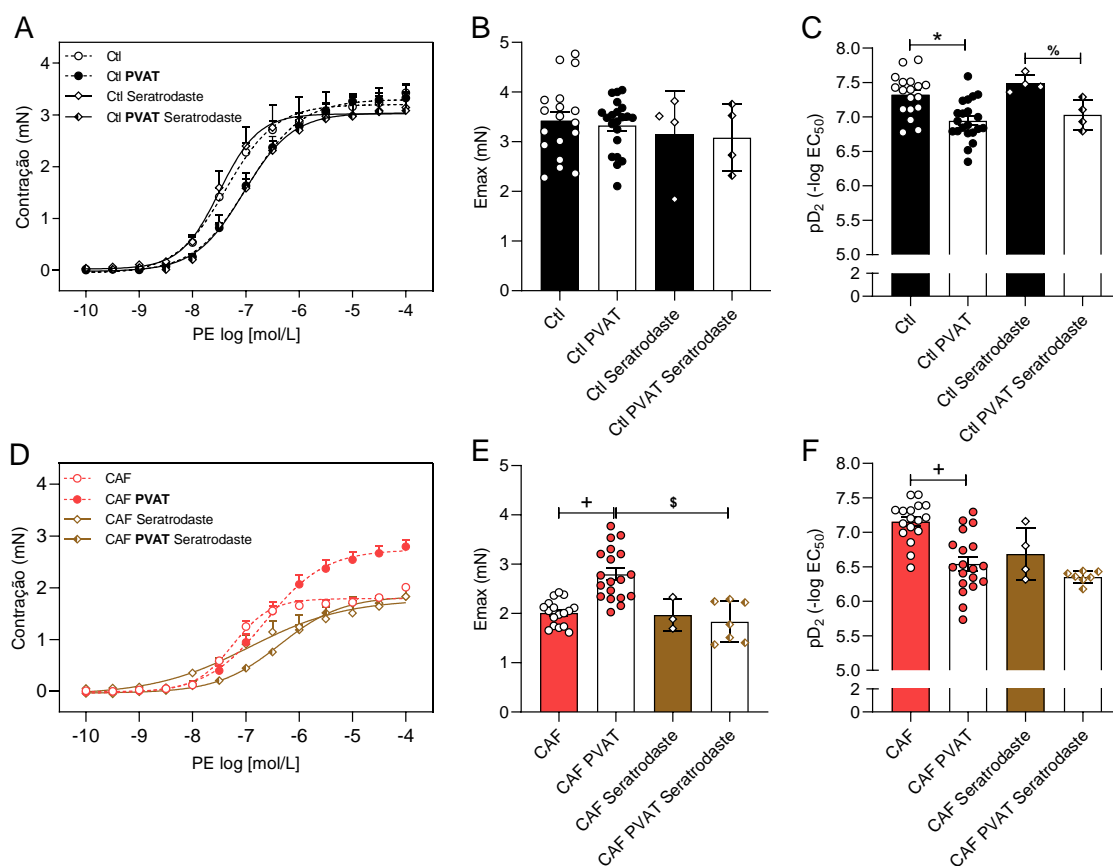 A
Ctl
Ctl PVAT
Ctl Seratrodaste
Ctl PVAT Seratrodaste
Contração (mN)
4
3
2
1
0
-10 -9 -8 -7 -6 -5 -4
PE log [mol/L]
B
Emax (mN)
5
4
3
2
1
0
Ctl
Ctl PVAT
Ctl Seratrodaste
Ctl PVAT Seratrodaste
C
pD2 (-log EC50)
8.0
7.5
7.0
6.5
6.0
5.5
5.0
2
0
*
%
Ctl
Ctl PVAT
Ctl Seratrodaste
Ctl PVAT Seratrodaste
D
CAF
CAF PVAT
CAF Seratrodaste
CAF PVAT Seratrodaste
Contração (mN)
4
3
2
1
0
-10 -9 -8 -7 -6 -5 -4
PE log [mol/L]
E
Emax (mN)
5
4
3
2
1
0
+
$
CAF
CAF PVAT
CAF Seratrodaste
CAF PVAT Seratrodaste
F
pD2 (-log EC50)
8.0
7.5
7.0
6.5
6.0
5.5
5.0
2
0
+
CAF
CAF PVAT
CAF Seratrodaste
CAF PVAT Seratrodaste